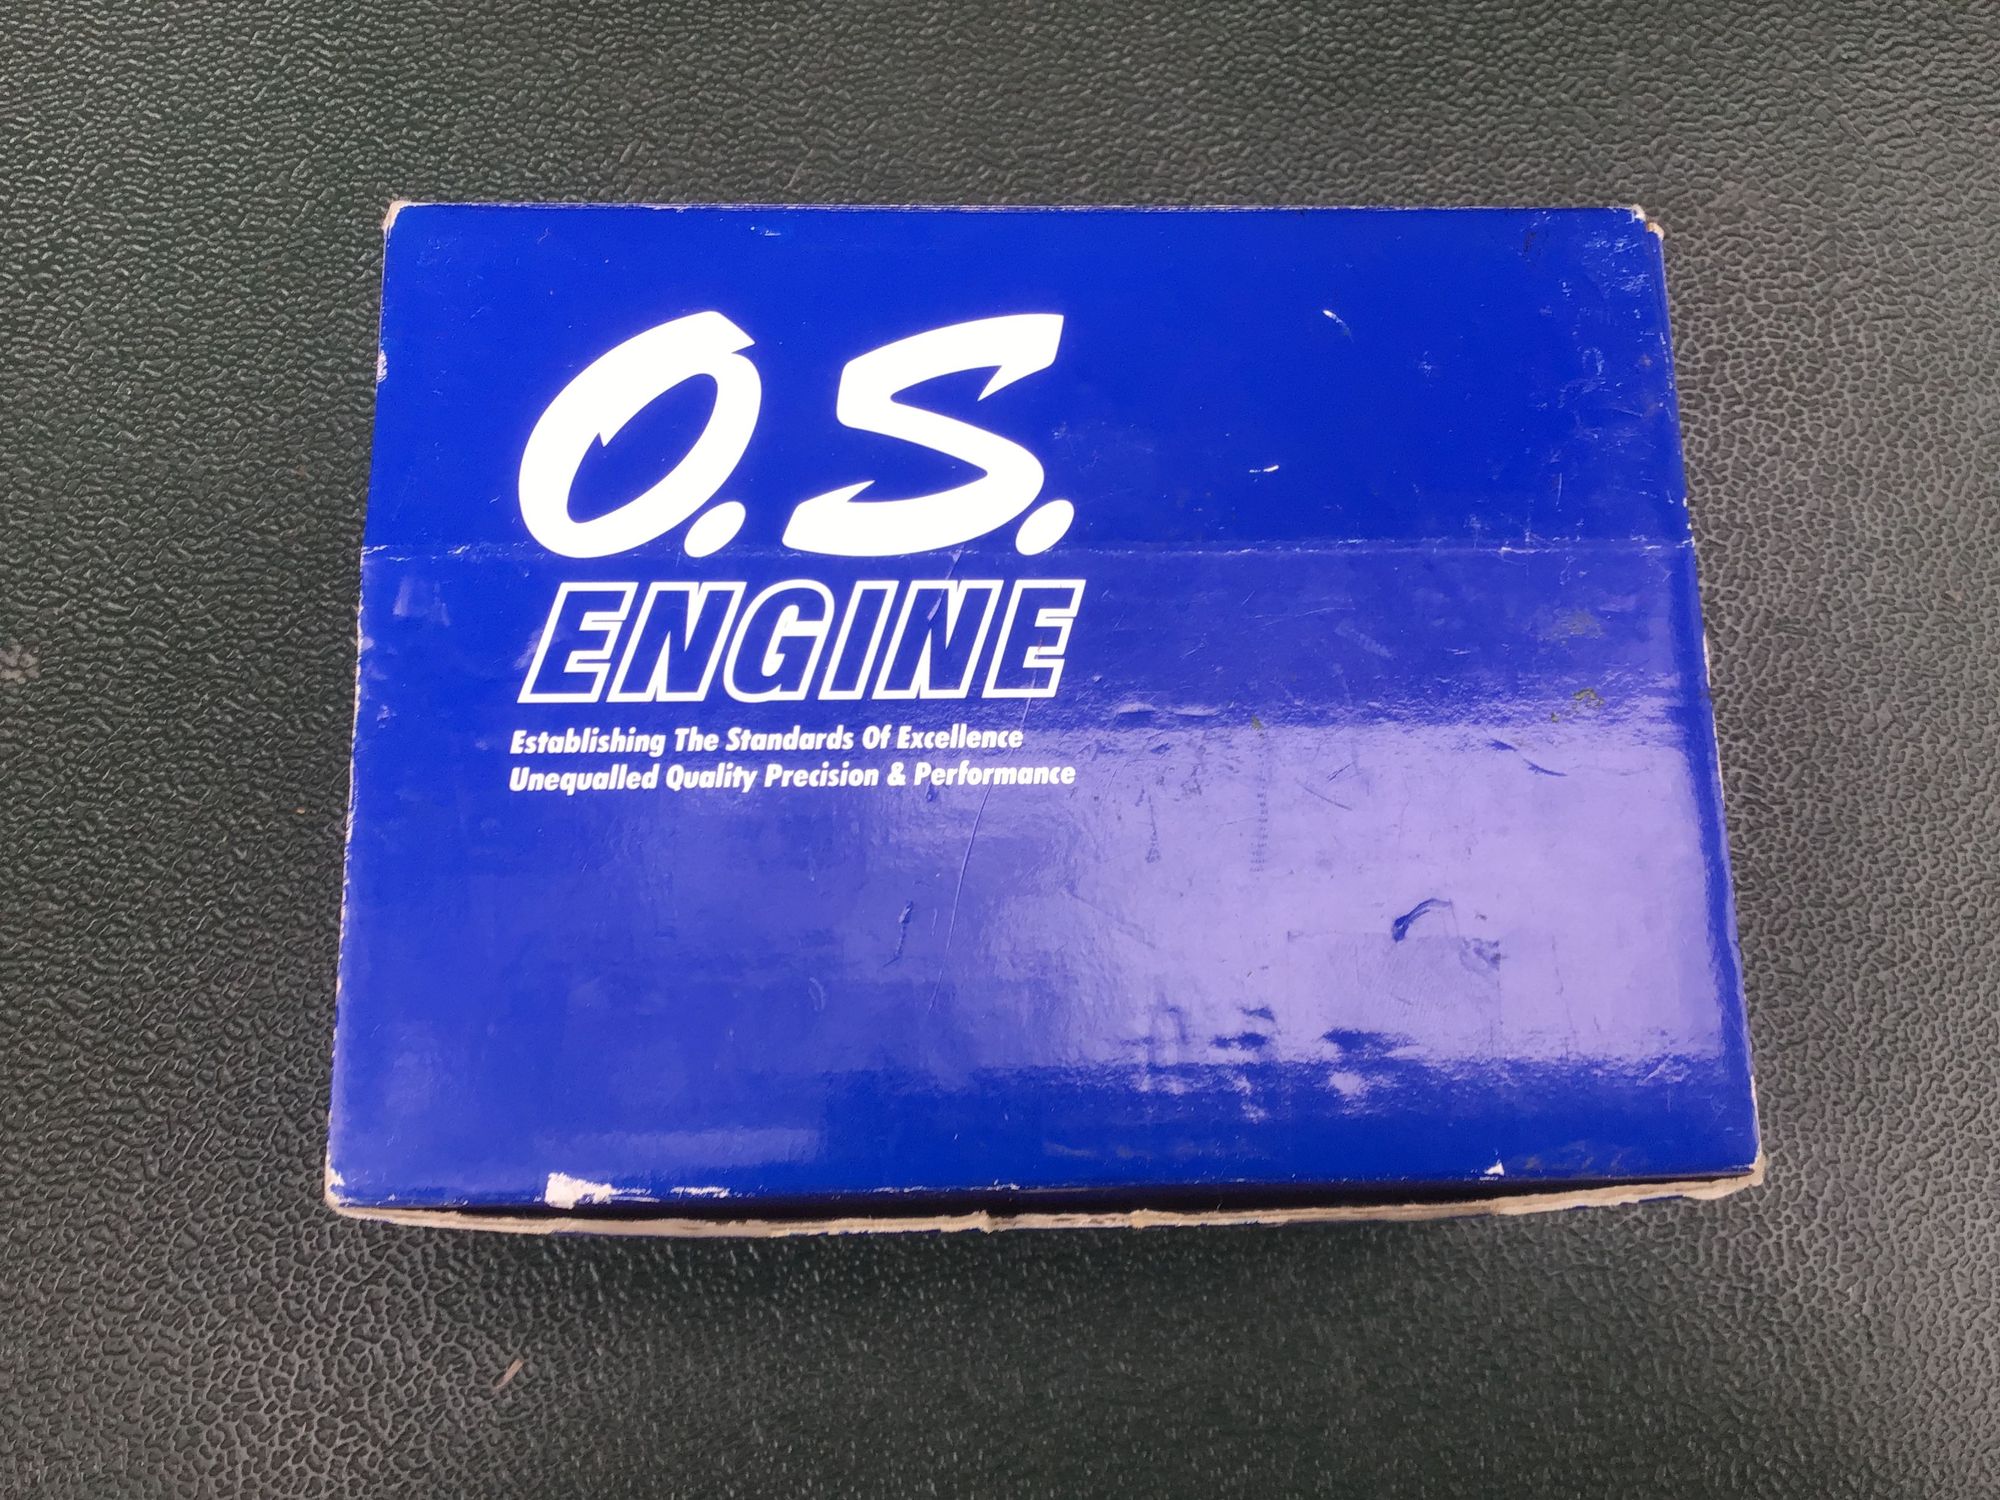 O.S.
ENGINE
Establishing The Standards Of Excellence
Unequalled Quality Precision & Performance